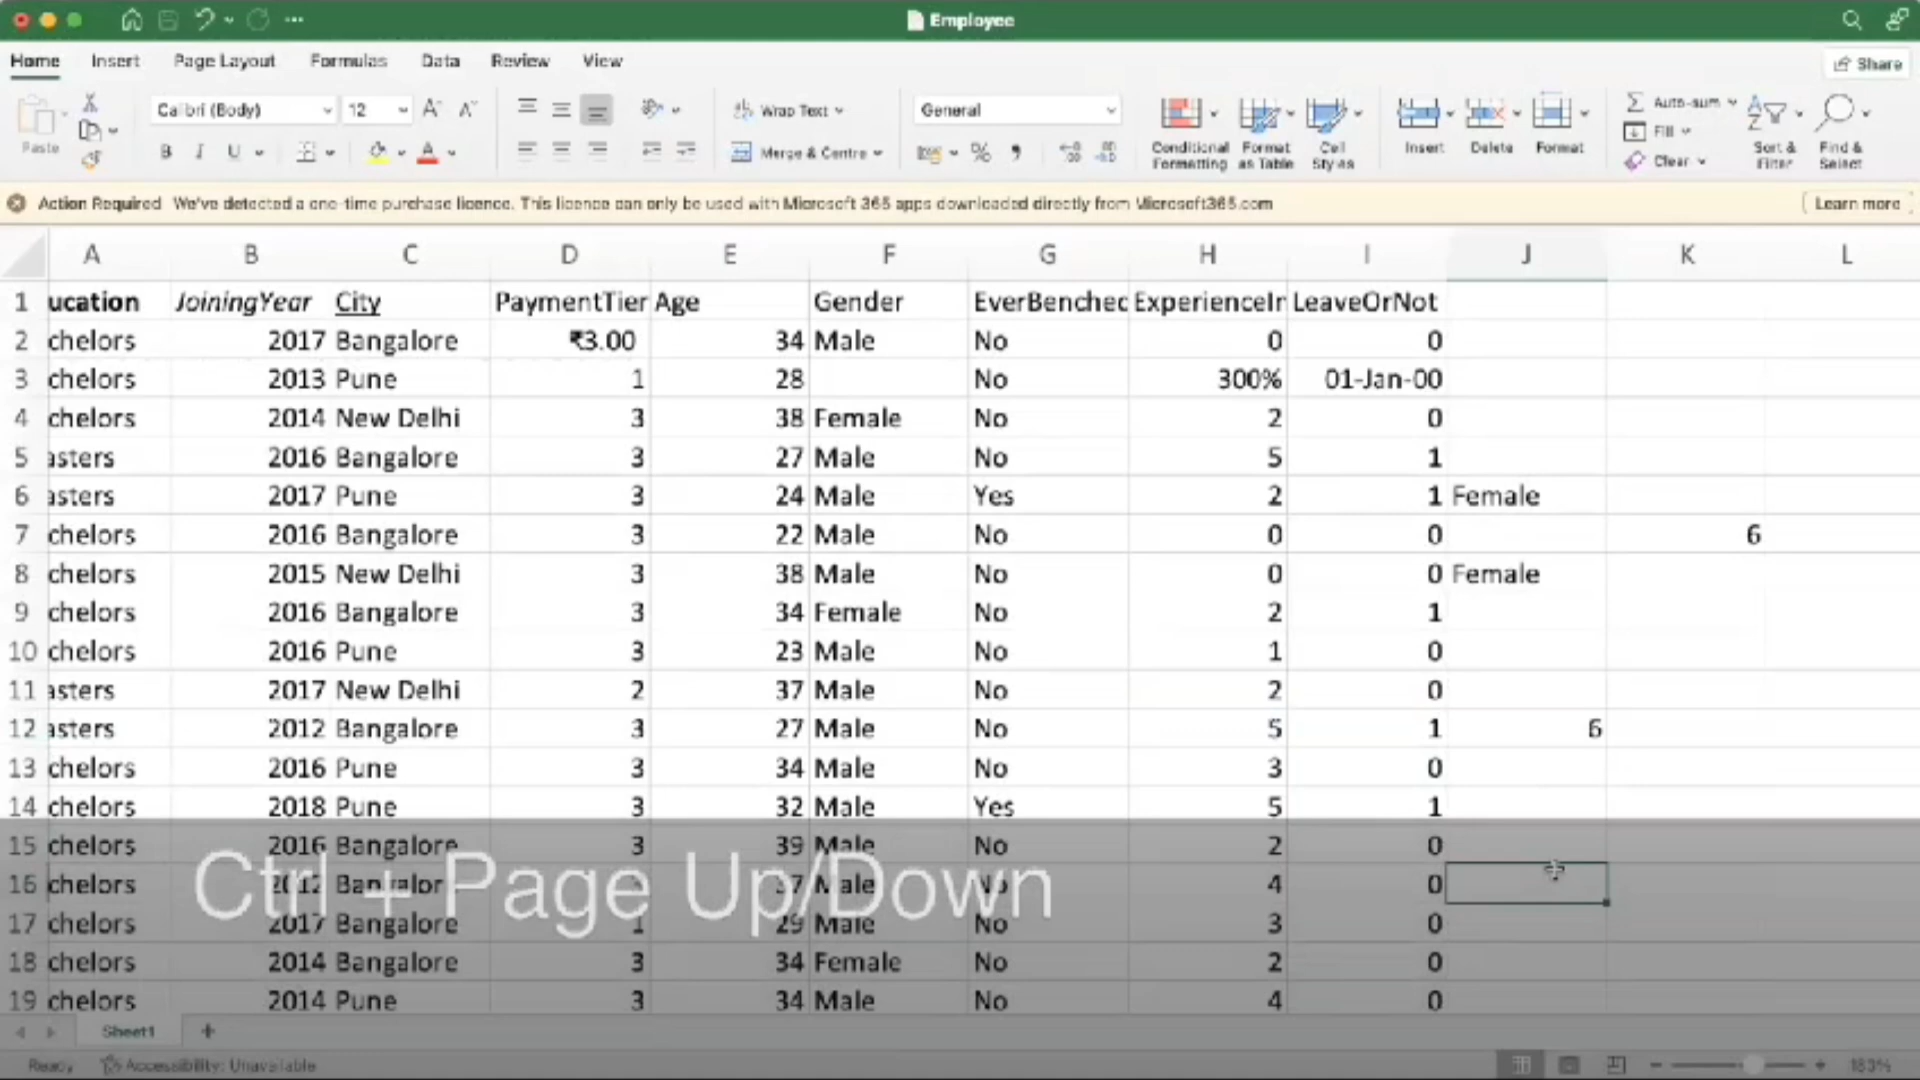 Employee
Home Insert Page Layout Formulas Data Review View Share
Paste Calibri (Body) 12 Wrap Text General Auto-sum
B I U Merge & Centre Conditional Formatting Format as Table Cell Styles Insert Delete Format Fill Clear Sort & Filter Find & Select
Action Required We've detected a one-time purchase licence. This licence can only be used with Microsoft 365 apps downloaded directly from Microsoft365.com Learn more
A B C D E F G H I J K L
1 ucation JoiningYear City PaymentTier Age Gender EverBenched ExperienceIn LeaveOrNot
2 chelors 2017 Bangalore ₹3.00 34 Male No 0 0
3 chelors 2013 Pune 1 28 No 300% 01-Jan-00
4 chelors 2014 New Delhi 3 38 Female No 2 0
5 asters 2016 Bangalore 3 27 Male No 5 1
6 asters 2017 Pune 3 24 Male Yes 2 1 Female
7 chelors 2016 Bangalore 3 22 Male No 0 0 6
8 chelors 2015 New Delhi 3 38 Male No 0 0 Female
9 chelors 2016 Bangalore 3 34 Female No 2 1
10 chelors 2016 Pune 3 23 Male No 1 0
11 asters 2017 New Delhi 2 37 Male No 2 0
12 asters 2012 Bangalore 3 27 Male No 5 1 6
13 chelors 2016 Pune 3 34 Male No 3 0
14 chelors 2018 Pune 3 32 Male Yes 5 1
15 chelors 2016 Bangalore 3 39 Male No 2 0
16 chelors 2012 Bangalore 37 Male No 4 0
Ctrl + Page Up/Down
17 chelors 2017 Bangalore 1 29 Male No 3 0
18 chelors 2014 Bangalore 3 34 Female No 2 0
19 chelors 2014 Pune 3 34 Male No 4 0
Sheet1
Ready Accessibility: Unavailable 183%